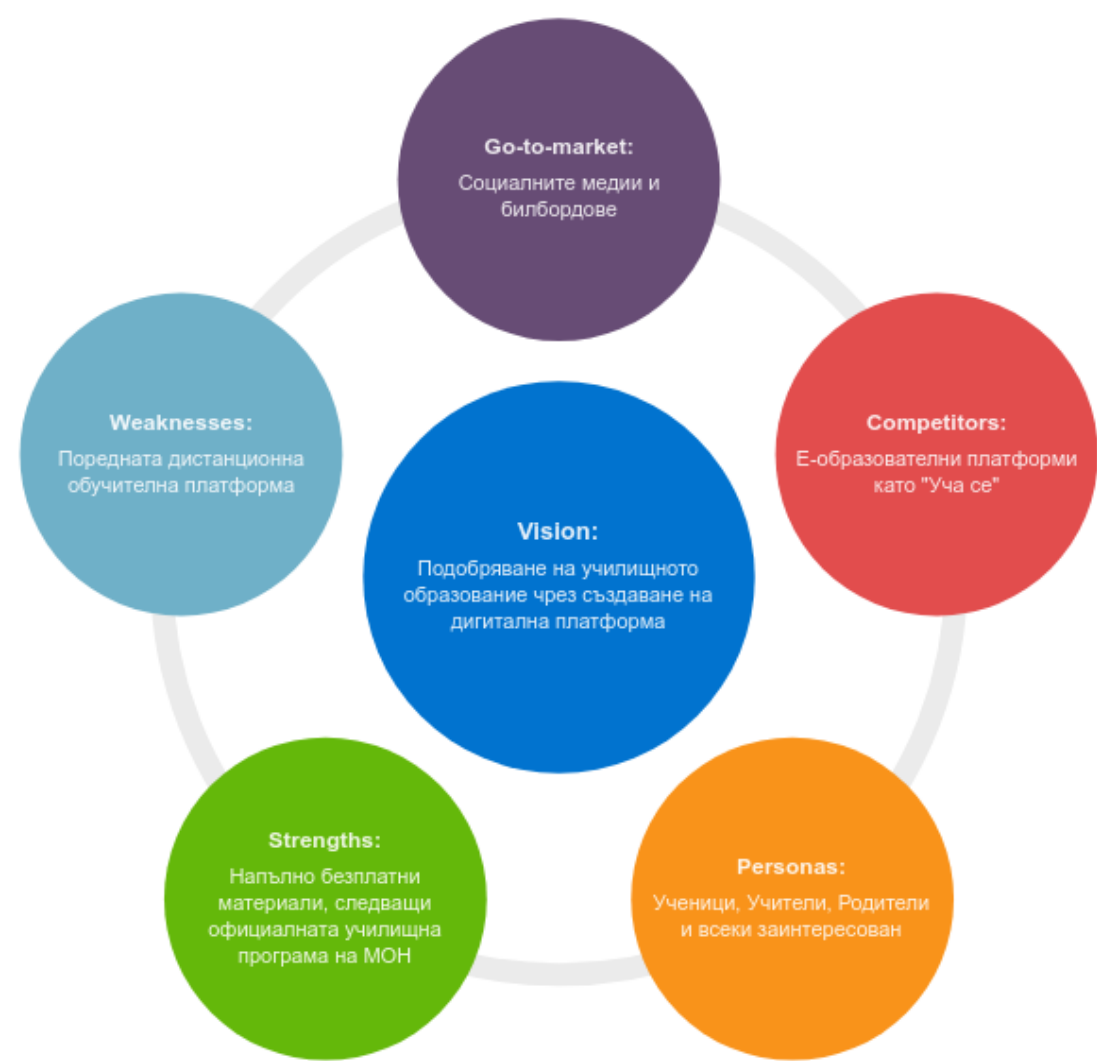 Go-to-market:
Социалните медии и
билбордове
Weaknesses:
Поредната дистанционна
обучителна платформа
Competitors:
Е-образователни платформи
като "Уча се"
Vision:
Подобряване на училищното
образование чрез създаване на
дигитална платформа
Strengths:
Напълно безплатни
материали, следващи
официалната училищна
програма на МОН
Personas:
Ученици, Учители, Родители
и всеки заинтересован